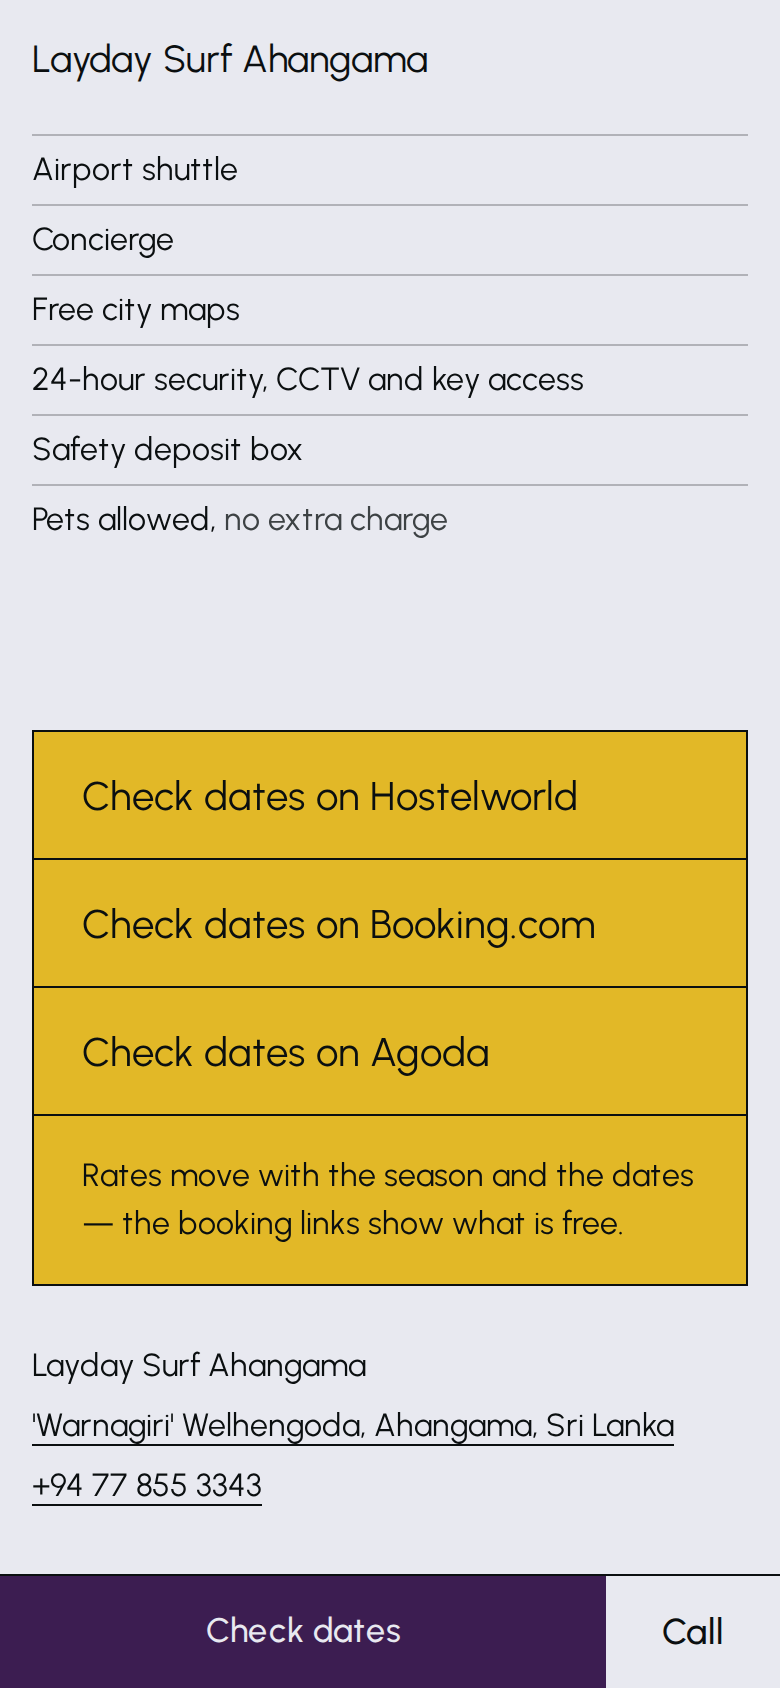 Layday Surf Ahangama
Airport shuttle
Concierge
Free city maps
24-hour security, CCTV and key access
Safety deposit box
Pets allowed, no extra charge
Check dates on Hostelworld
Check dates on Booking.com
Check dates on Agoda
Rates move with the season and the dates
— the booking links show what is free.
Layday Surf Ahangama
'Warnagiri' Welhengoda, Ahangama, Sri Lanka
+94 77 855 3343
Check dates
Call